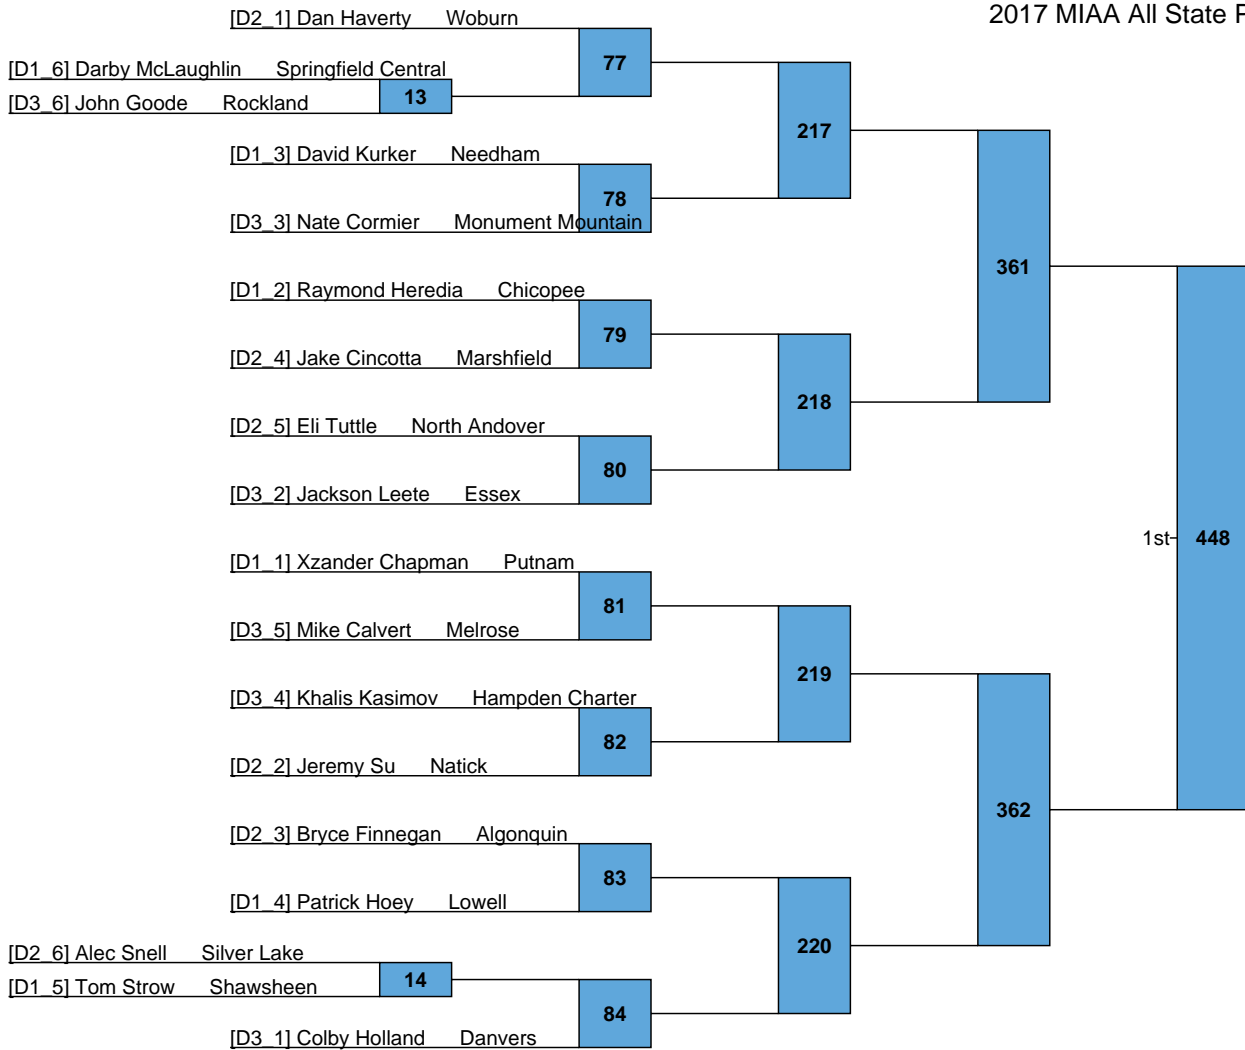 [D2_1] Dan Haverty Woburn
2017 MIAA All State
77
[D1_6] Darby McLaughlin Springfield Central
13
[D3_6] John Goode Rockland
217
[D1_3] David Kurker Needham
78
[D3_3] Nate Cormier Monument Mountain
361
[D1_2] Raymond Heredia Chicopee
79
[D2_4] Jake Cincotta Marshfield
218
[D2_5] Eli Tuttle North Andover
80
[D3_2] Jackson Leete Essex
1st
448
[D1_1] Xzander Chapman Putnam
81
[D3_5] Mike Calvert Melrose
219
[D3_4] Khalis Kasimov Hampden Charter
82
[D2_2] Jeremy Su Natick
362
[D2_3] Bryce Finnegan Algonquin
83
[D1_4] Patrick Hoey Lowell
220
[D2_6] Alec Snell Silver Lake
14
[D1_5] Tom Strow Shawsheen
84
[D3_1] Colby Holland Danvers